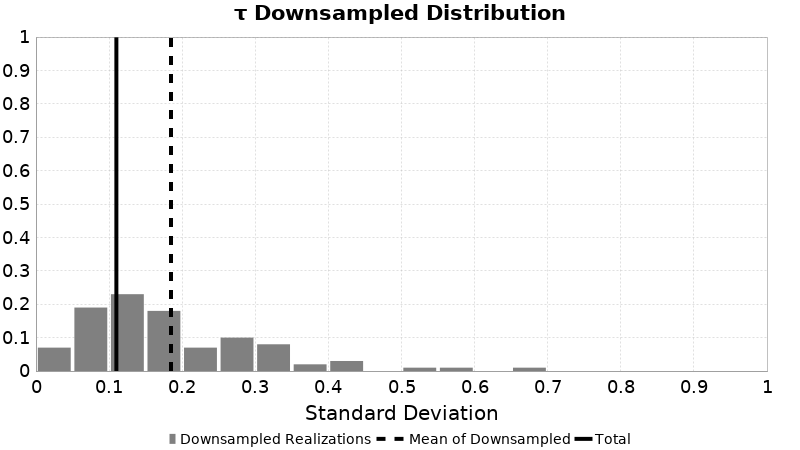 τ Downsampled Distribution
1
0.9
0.8
0.7
0.6
0.5
0.4
0.3
0.2
0.1
0
0 0.1 0.2 0.3 0.4 0.5 0.6 0.7 0.8 0.9 1
Standard Deviation
Downsampled Realizations Mean of Downsampled Total